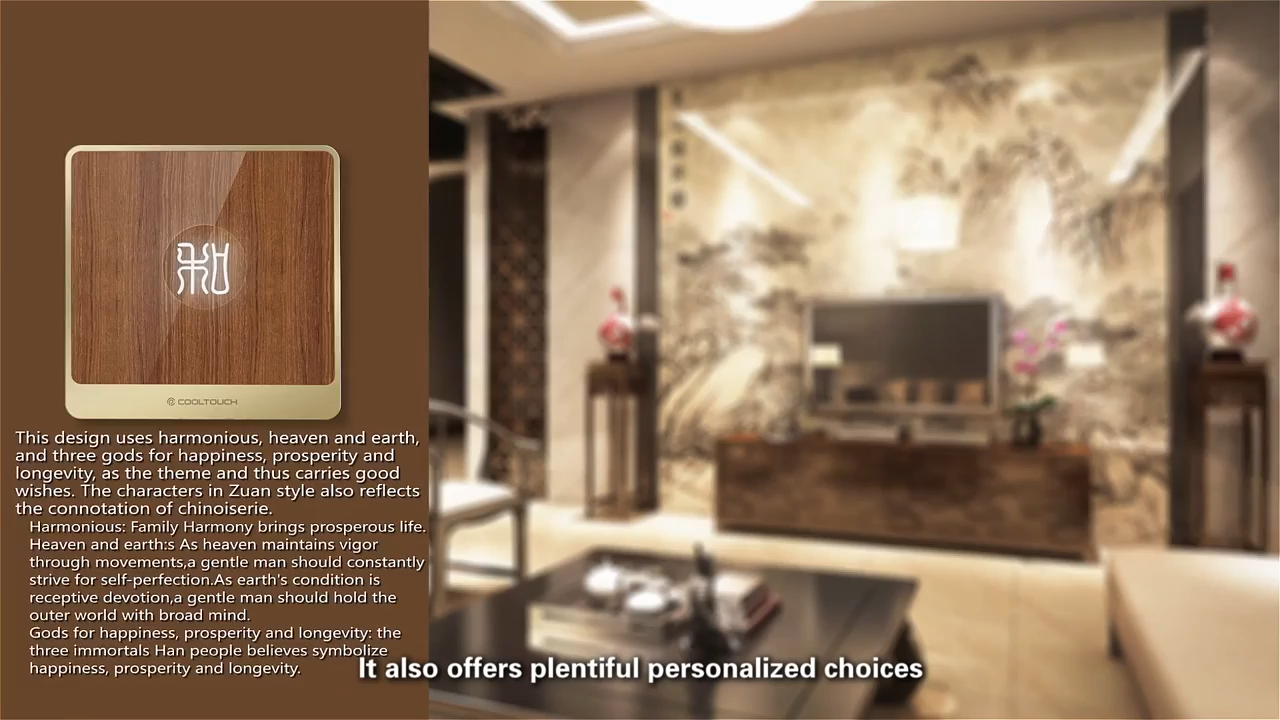 和
COOLTOUCH
This design uses harmonious, heaven and earth,
and three gods for happiness, prosperity and
longevity, as the theme and thus carries good
wishes. The characters in Zuan style also reflects
the connotation of chinoiserie.
Harmonious: Family Harmony brings prosperous life.
Heaven and earth:s As heaven maintains vigor
through movements,a gentle man should constantly
strive for self-perfection.As earth's condition is
receptive devotion,a gentle man should hold the
outer world with broad mind.
Gods for happiness, prosperity and longevity: the
three immortals Han people believes symbolize
happiness, prosperity and longevity.
It also offers plentiful personalized choices